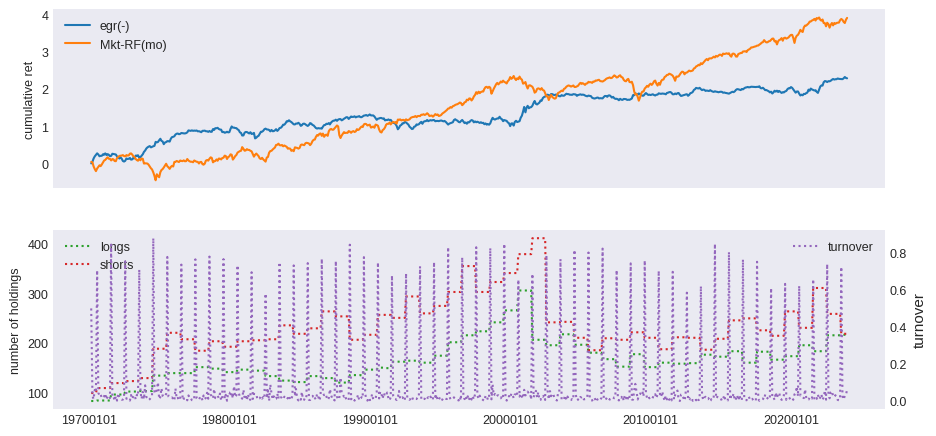 4
3
2
1
0
cumulative ret
egr(-)
Mkt-RF(mo)
400
300
200
100
number of holdings
longs
shorts
turnover
0.8
0.6
0.4
0.2
0.0
turnover
19700101 19800101 19900101 20000101 20100101 20200101